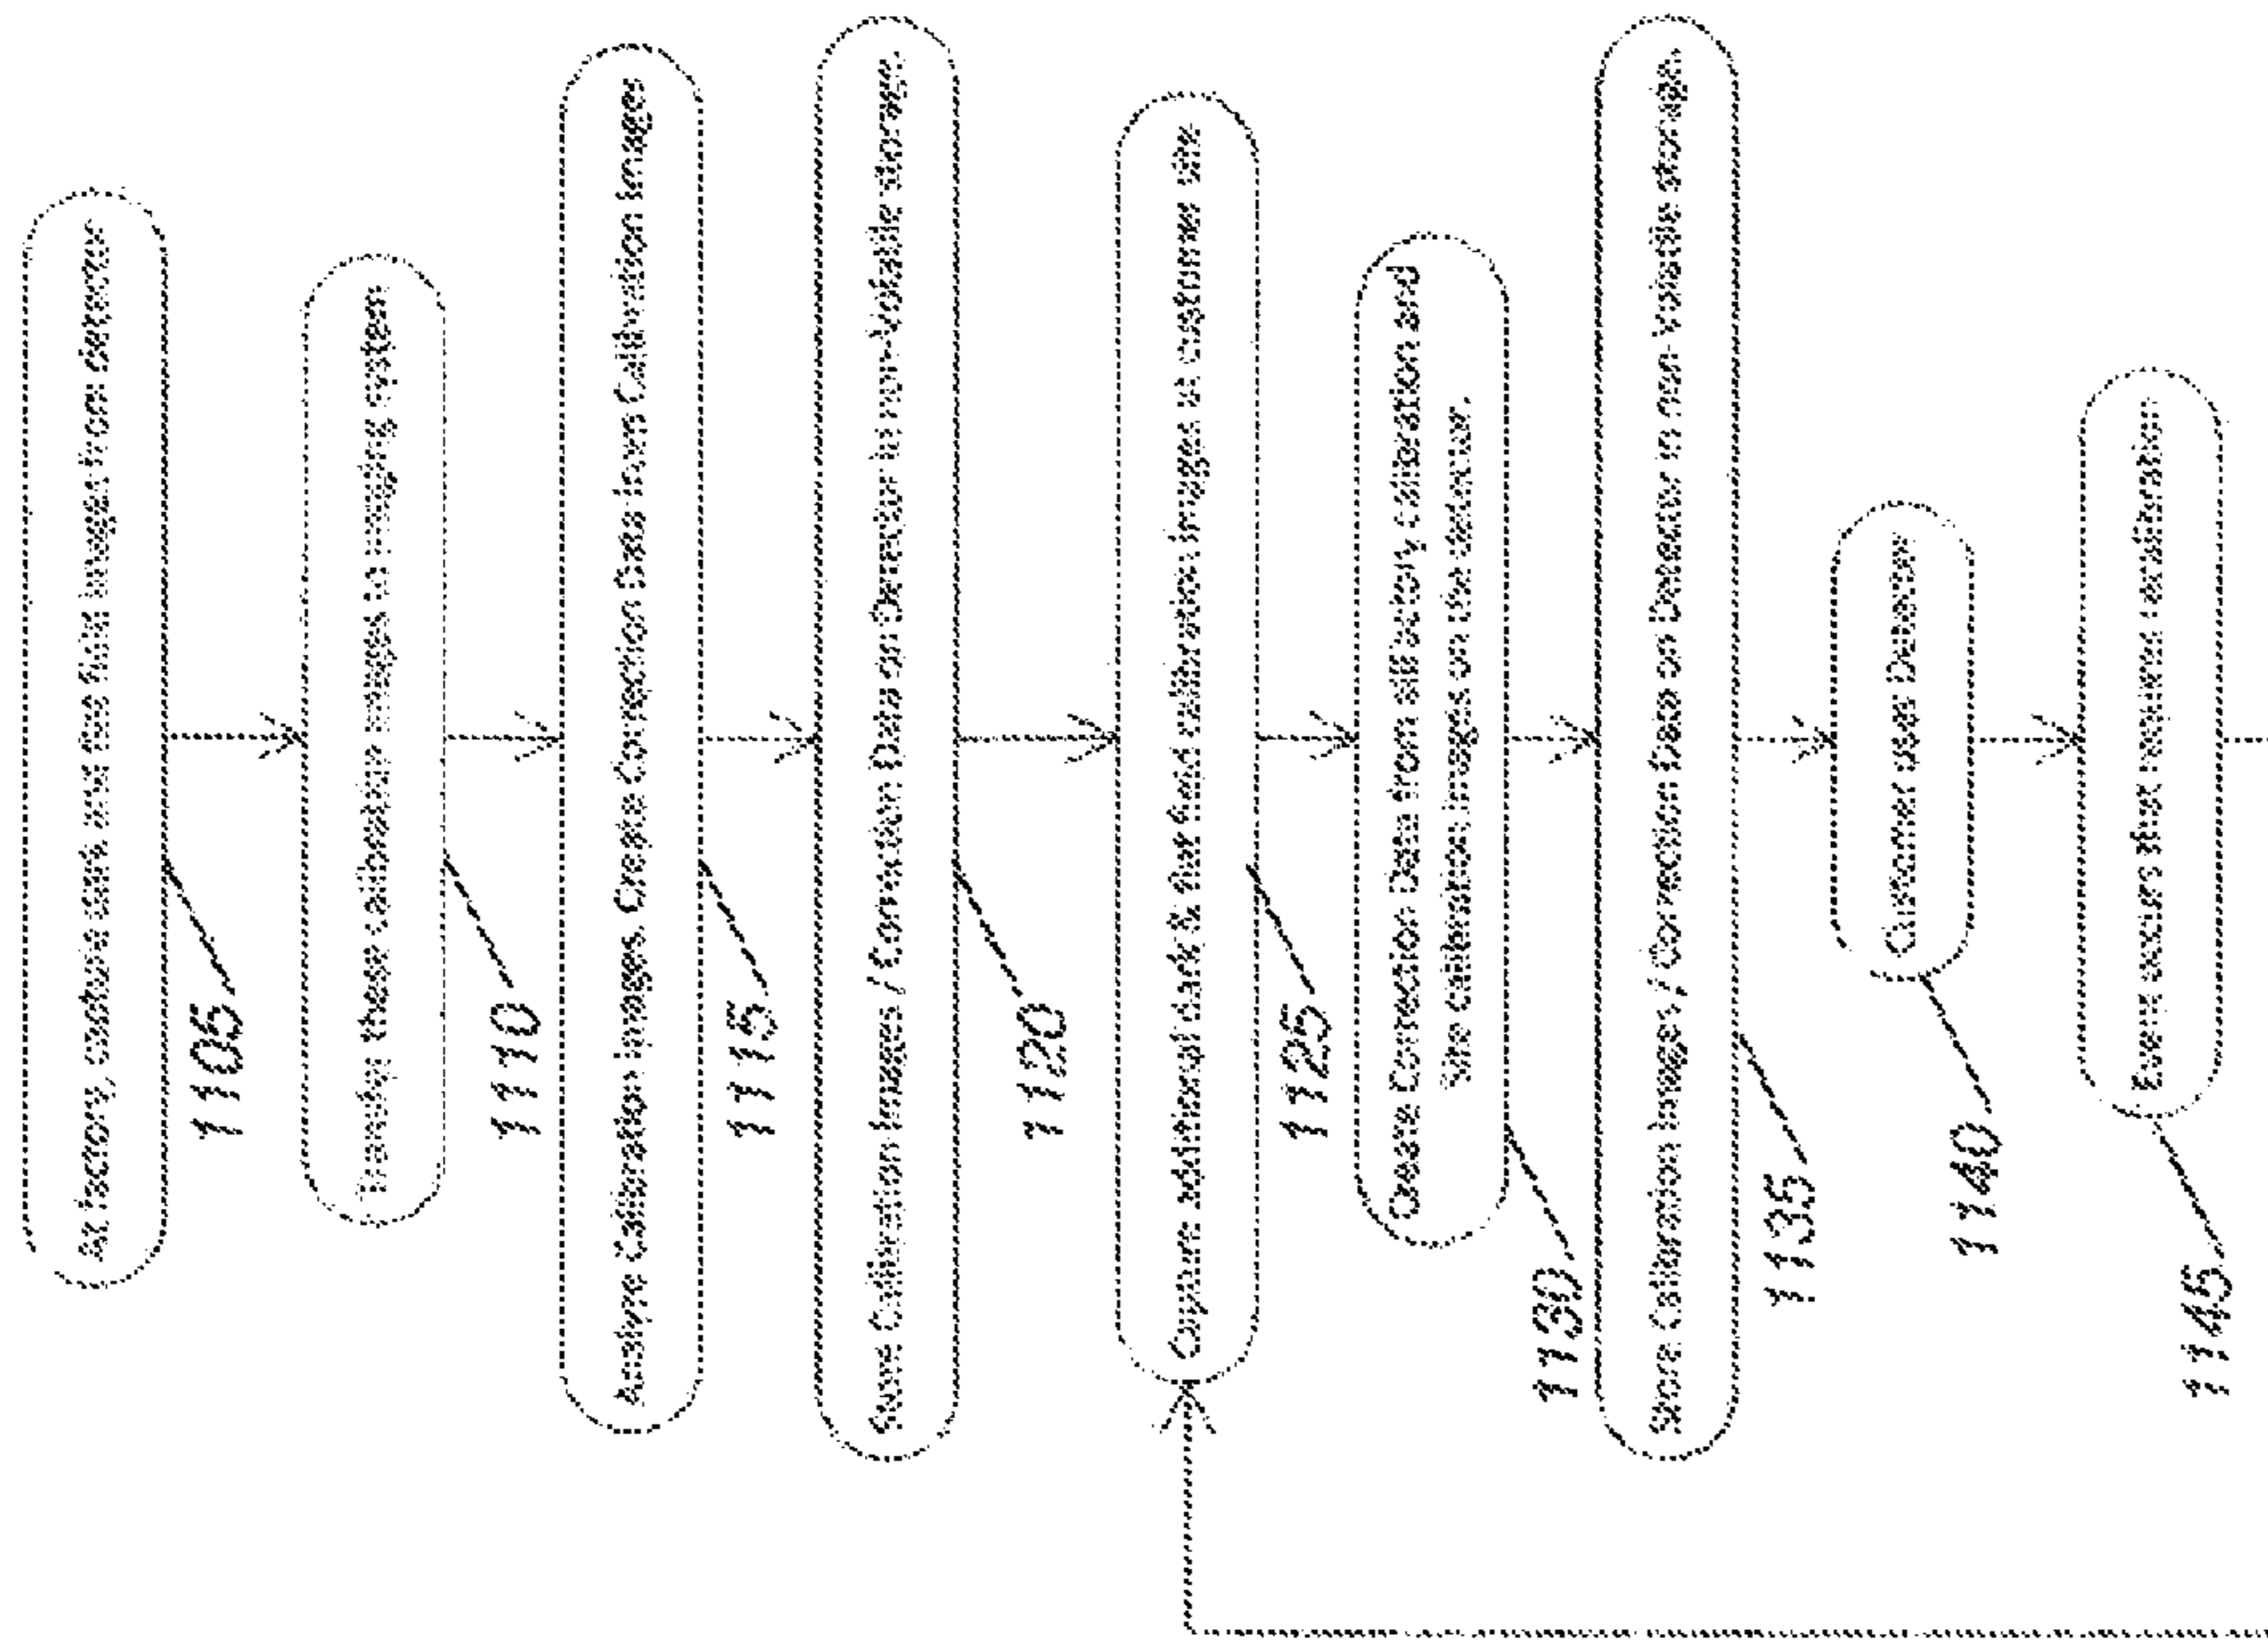 At factory, capture dark and flat field images from detector
1105
Transfer these calibration images to imaging system
1110
Analyze Calibration Images. Create Correction Data from Calibration Images
1115
Store Calibration Images / Correction Data on Detector in non-Volatile storage.
1120
Capture additional dark & flat field calibration images at customer site
1125
Create Correction Data from all factory calibration and
Site calibration images on the detector.
1130
Store Calibration Images / Correction Data on Detector in non-Volatile storage.
1135
Customer user Detector
1140
Event occurs that requires recalibration
1145